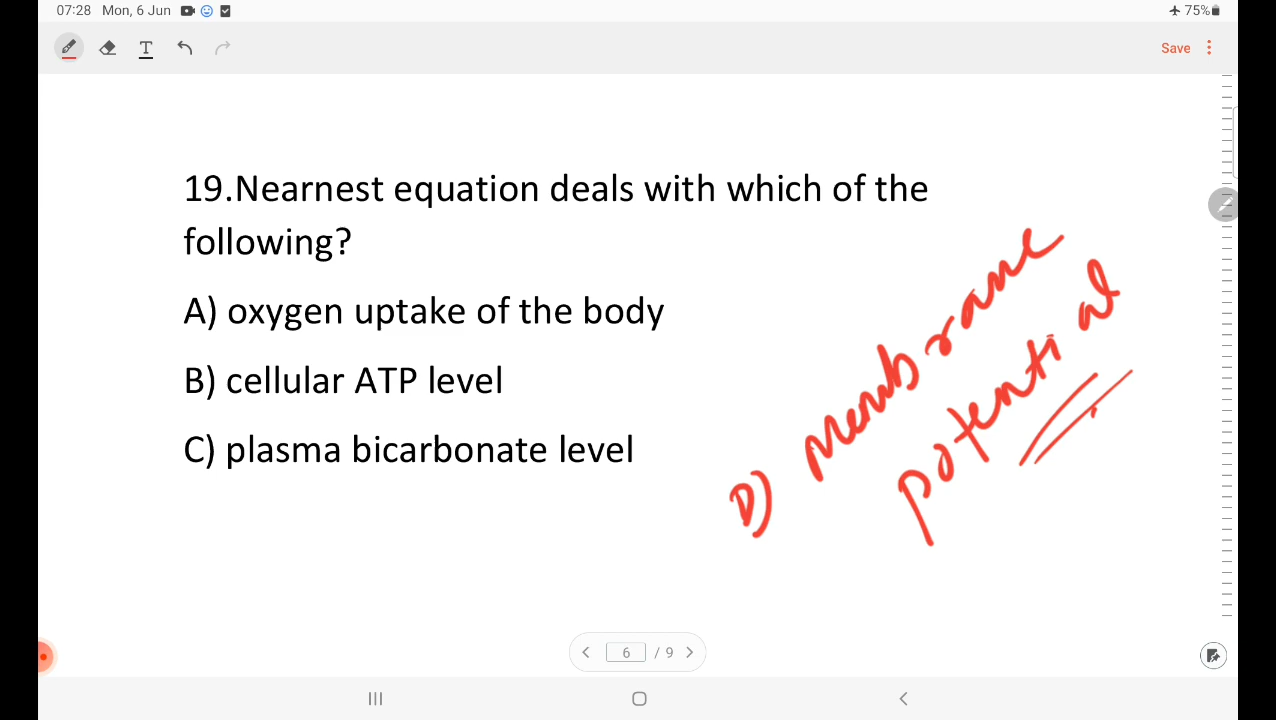 07:28 Mon, 6 Jun
75%
T
Save
19.Nearnest equation deals with which of the
following?
A) oxygen uptake of the body
B) cellular ATP level
C) plasma bicarbonate level
D) Membrane
potential
6 / 9